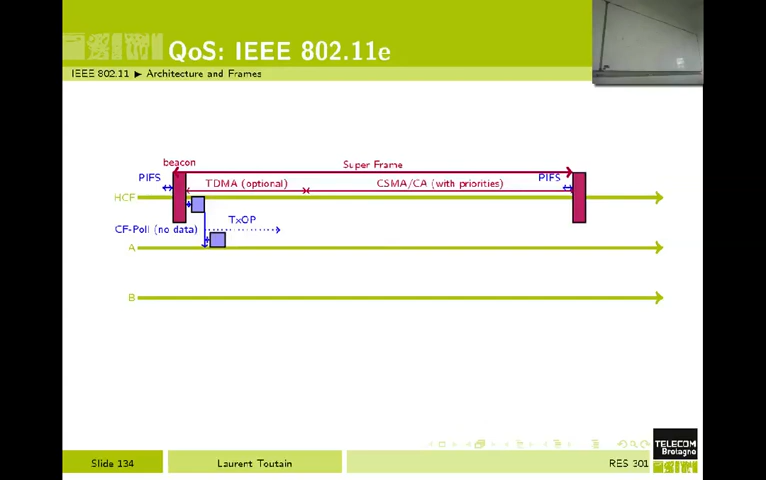 QoS: IEEE 802.11e
IEEE 802.11 ▶ Architecture and Frames
beacon
Super Frame
PIFS
TDMA (optional)
CSMA/CA (with priorities)
PIFS
HCF
TxOP
CF-Poll (no data)
A
B
TELECOM
Bretagne
Slide 134
Laurent Toutain
RES 301